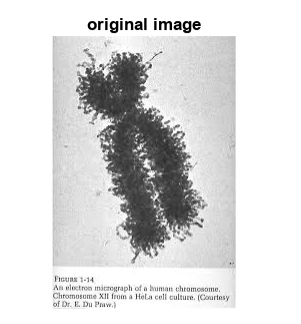 original image
FIGURE 1-14
An electron micrograph of a human chromosome.
Chromosome XII from a HeLa cell culture. (Courtesy
of Dr. E. Du Praw.)